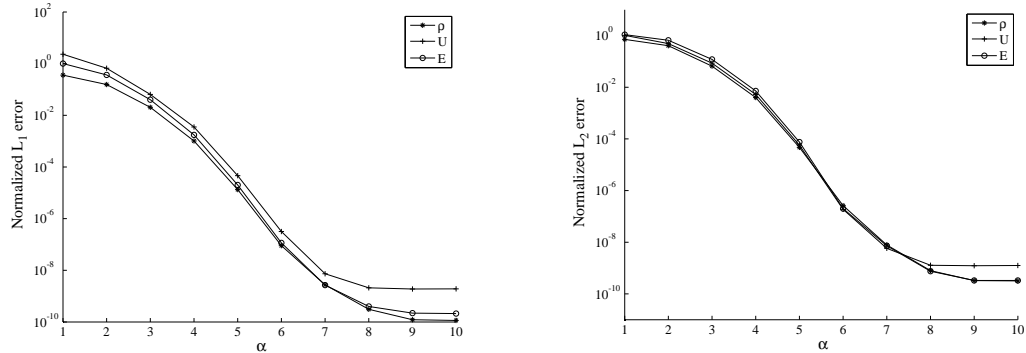 10^2
10^0
10^-2
10^-4
10^-6
10^-8
10^-10
Normalized L_1 error
1 2 3 4 5 6 7 8 9 10
α
ρ
U
E
10^0
10^-2
10^-4
10^-6
10^-8
10^-10
Normalized L_2 error
1 2 3 4 5 6 7 8 9 10
α
ρ
U
E